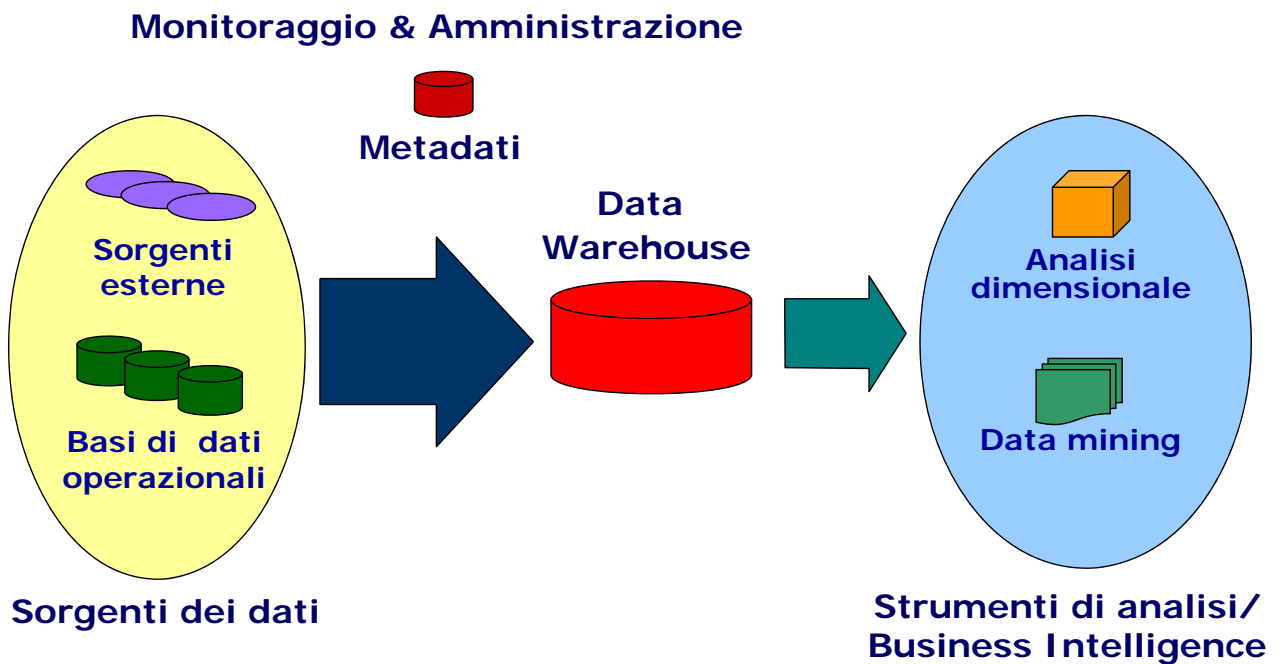 Monitoraggio & Amministrazione
Metadati
Sorgenti
esterne
Basi di dati
operazionali
Sorgenti dei dati
Data
Warehouse
Analisi
dimensionale
Data mining
Strumenti di analisi/
Business Intelligence